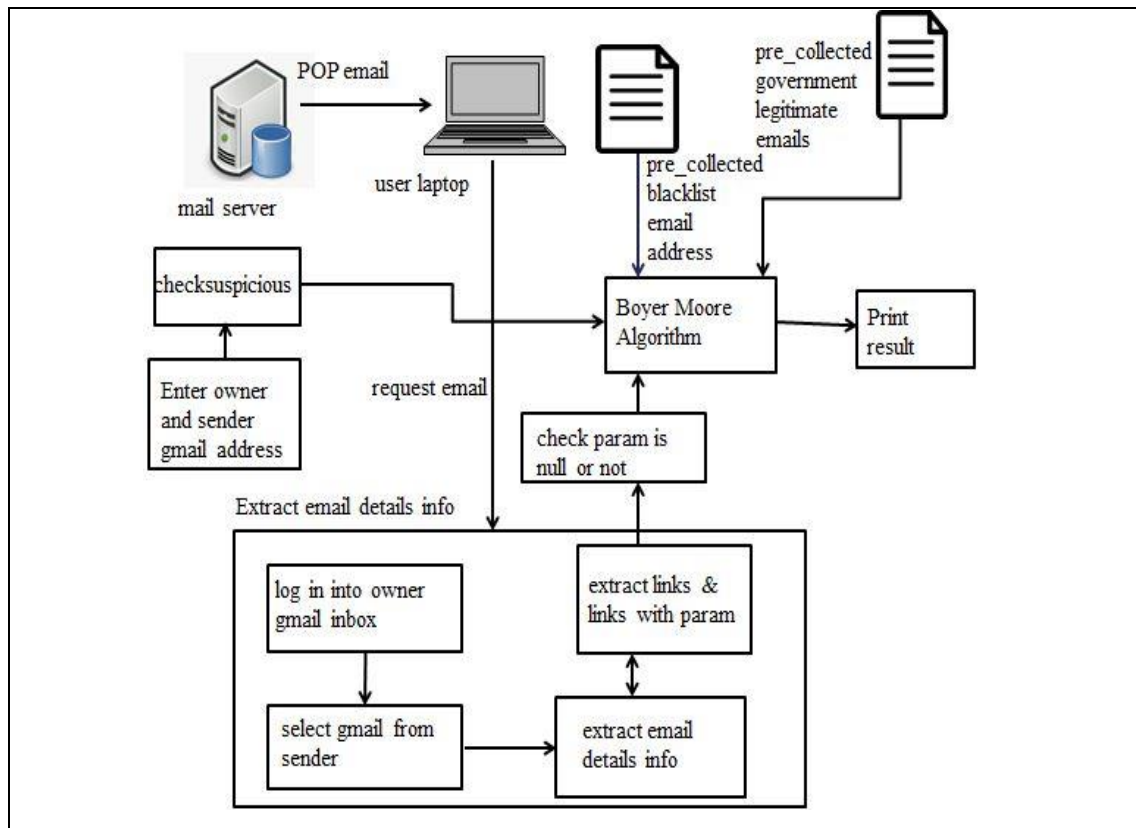 POP email
mail server
user laptop
pre_collected
blacklist
email
address
pre_collected
government
legitimate
emails
checksuspicious
Enter owner
and sender
gmail address
request email
Boyer Moore
Algorithm
Print
result
check param is
null or not
Extract email details info
log in into owner
gmail inbox
select gmail from
sender
extract links &
links with param
extract email
details info